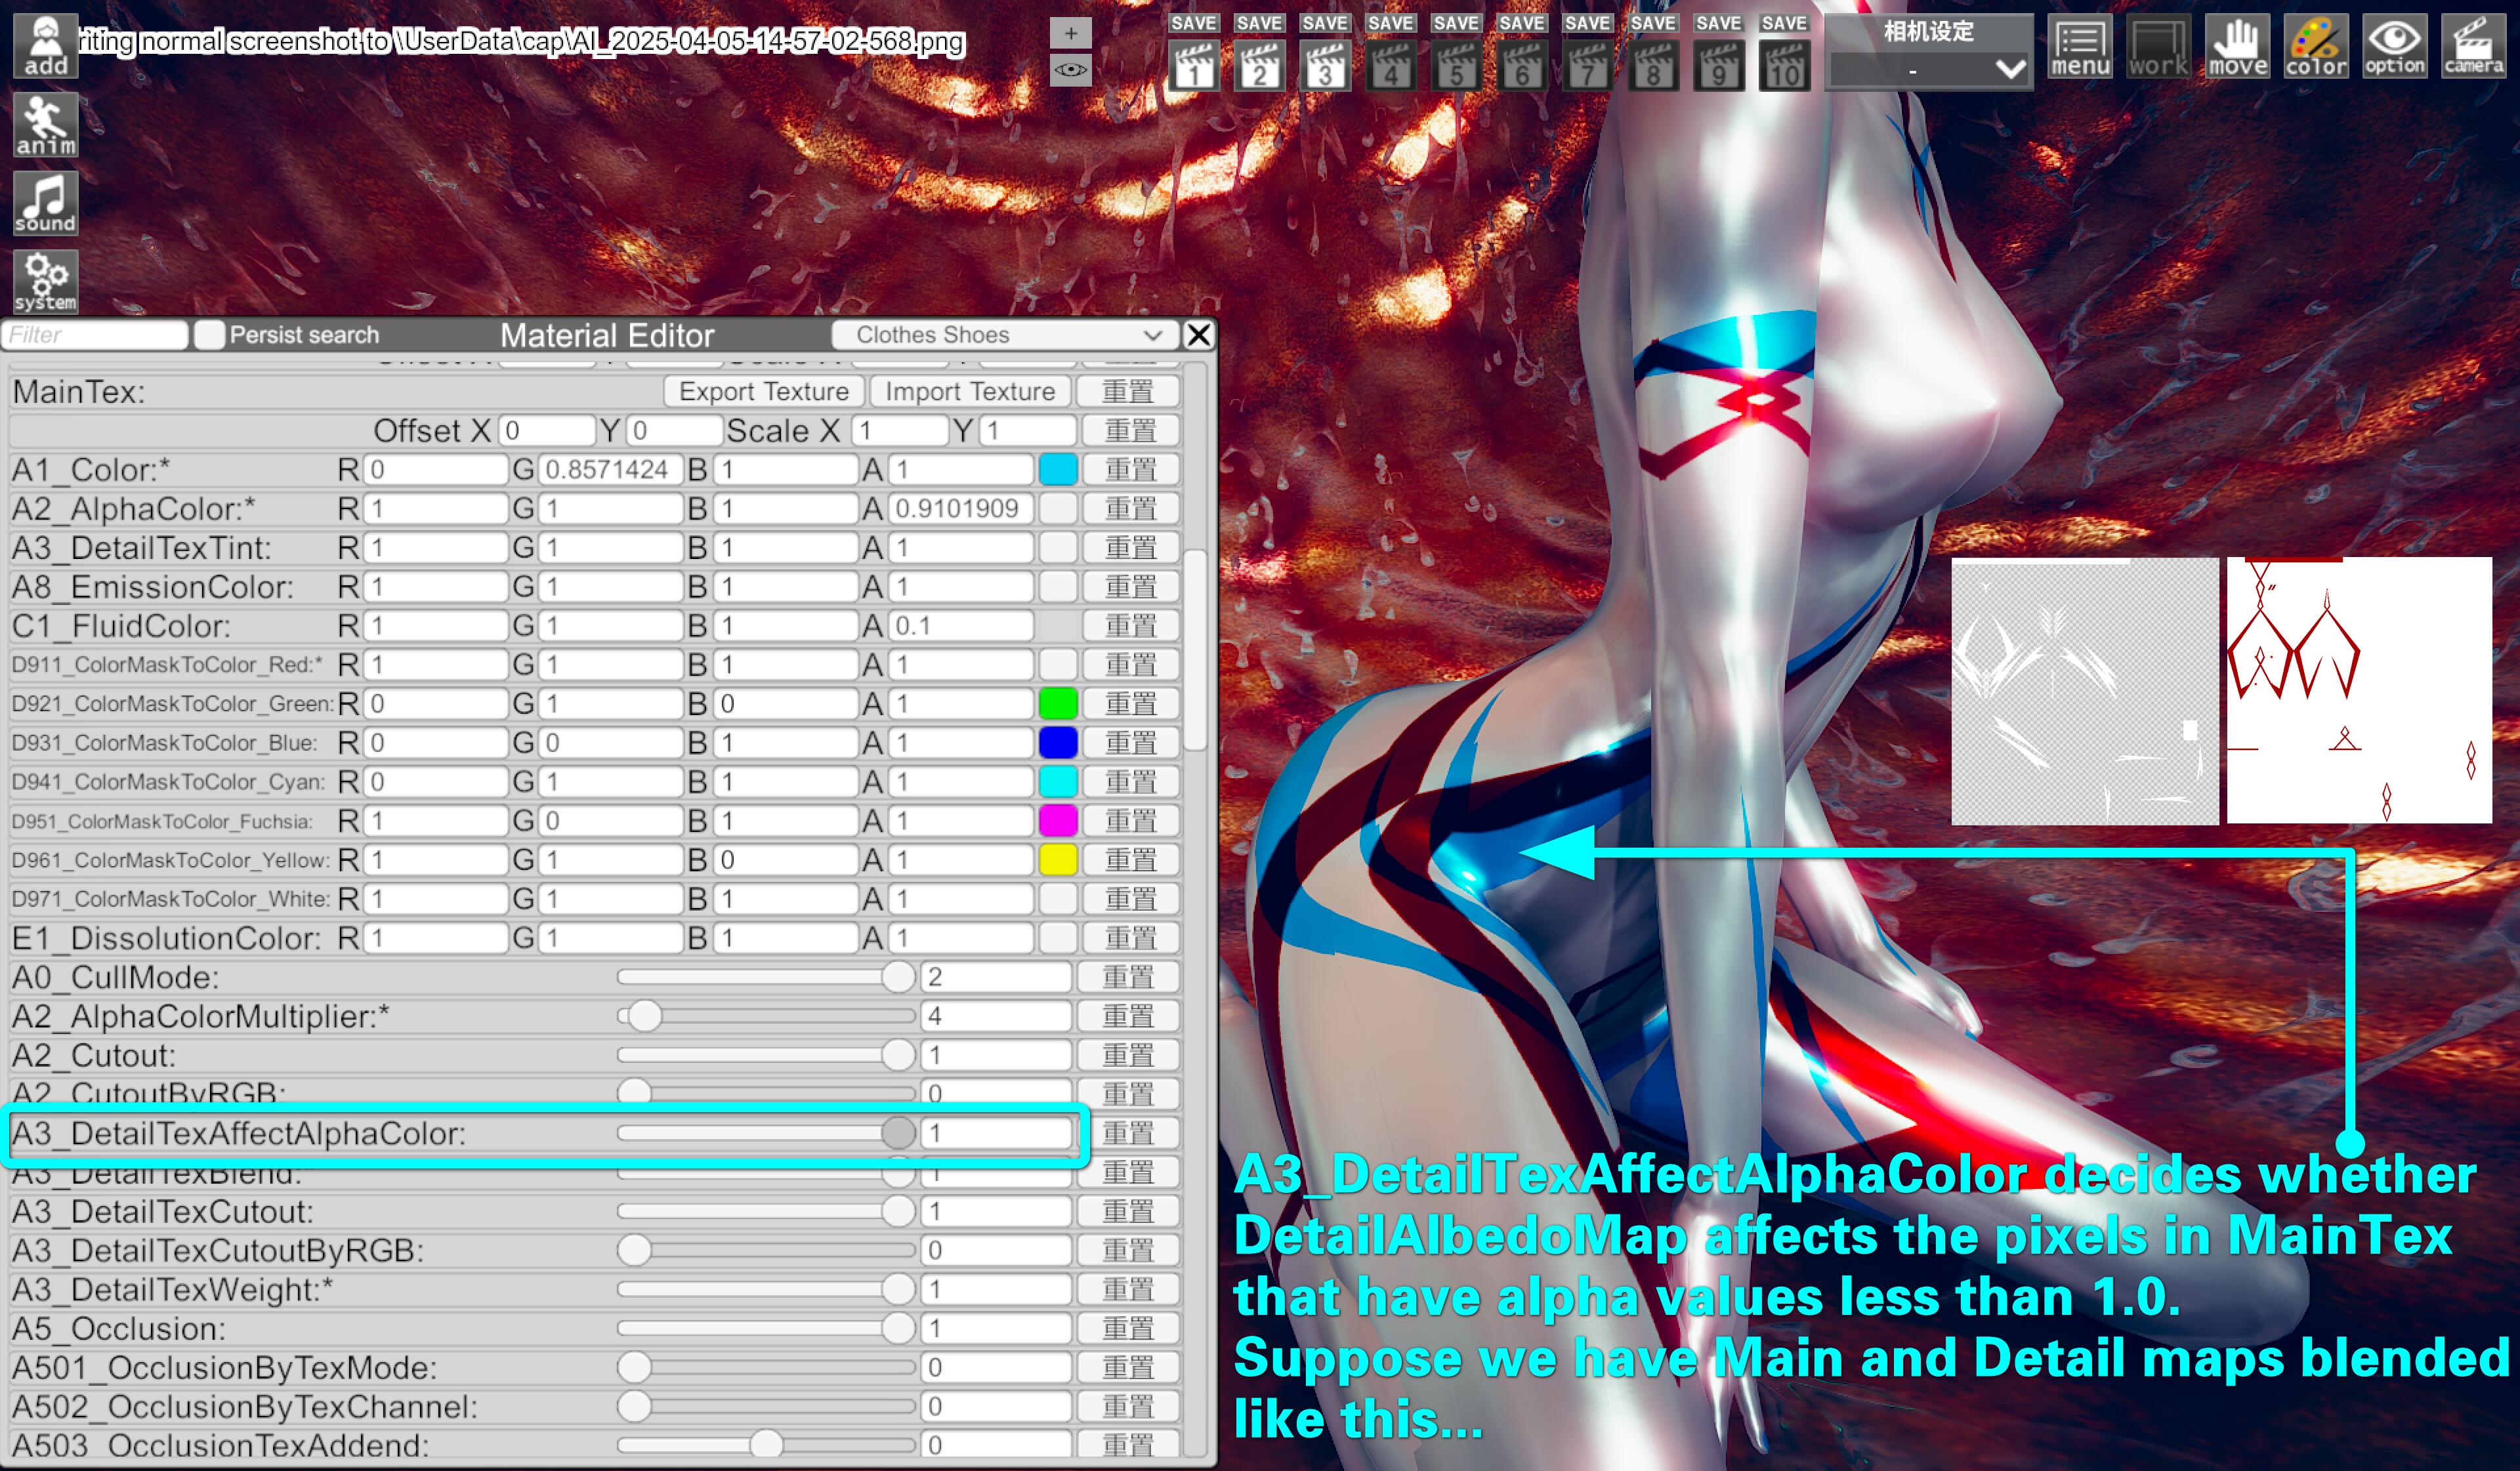 add
riting normal screenshot to \UserData\cap\AI_2025-04-05-14-57-02-568.png
+
SAVE SAVE SAVE SAVE SAVE SAVE SAVE SAVE SAVE SAVE
1 2 3 4 5 6 7 8 9 10
相机设定
-
menu work move color option camera
anim
sound
system
Filter Persist search Material Editor Clothes Shoes X
MainTex: Export Texture Import Texture 重置
Offset X 0 Y 0 Scale X 1 Y 1 重置
A1_Color:* R 0 G 0.8571424 B 1 A 1 重置
A2_AlphaColor:* R 1 G 1 B 1 A 0.9101909 重置
A3_DetailTexTint: R 1 G 1 B 1 A 1 重置
A8_EmissionColor: R 1 G 1 B 1 A 1 重置
C1_FluidColor: R 1 G 1 B 1 A 0.1 重置
D911_ColorMaskToColor_Red:* R 1 G 1 B 1 A 1 重置
D921_ColorMaskToColor_Green: R 0 G 1 B 0 A 1 重置
D931_ColorMaskToColor_Blue: R 0 G 0 B 1 A 1 重置
D941_ColorMaskToColor_Cyan: R 0 G 1 B 1 A 1 重置
D951_ColorMaskToColor_Fuchsia: R 1 G 0 B 1 A 1 重置
D961_ColorMaskToColor_Yellow: R 1 G 1 B 0 A 1 重置
D971_ColorMaskToColor_White: R 1 G 1 B 1 A 1 重置
E1_DissolutionColor: R 1 G 1 B 1 A 1 重置
A0_CullMode: 2 重置
A2_AlphaColorMultiplier:* 4 重置
A2_Cutout: 1 重置
A2_CutoutByRGB: 0 重置
A3_DetailTexAffectAlphaColor: 1 重置
A3_DetailTexBlend:* 1 重置
A3_DetailTexCutout: 1 重置
A3_DetailTexCutoutByRGB: 0 重置
A3_DetailTexWeight:* 1 重置
A5_Occlusion: 1 重置
A501_OcclusionByTexMode: 0 重置
A502_OcclusionByTexChannel: 0 重置
A503_OcclusionTexAddend: 0 重置
A3_DetailTexAffectAlphaColor decides whether
DetailAlbedoMap affects the pixels in MainTex
that have alpha values less than 1.0.
Suppose we have Main and Detail maps blended
like this...